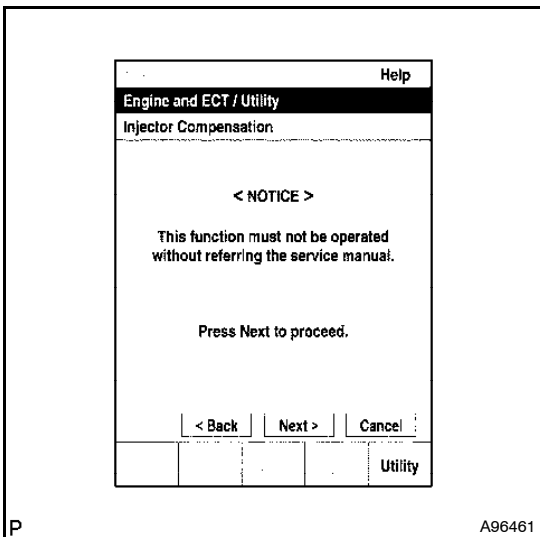 Help
Engine and ECT / Utility
Injector Compensation
< NOTICE >
This function must not be operated
without referring the service manual.
Press Next to proceed.
< Back Next > Cancel
Utility
P A96461